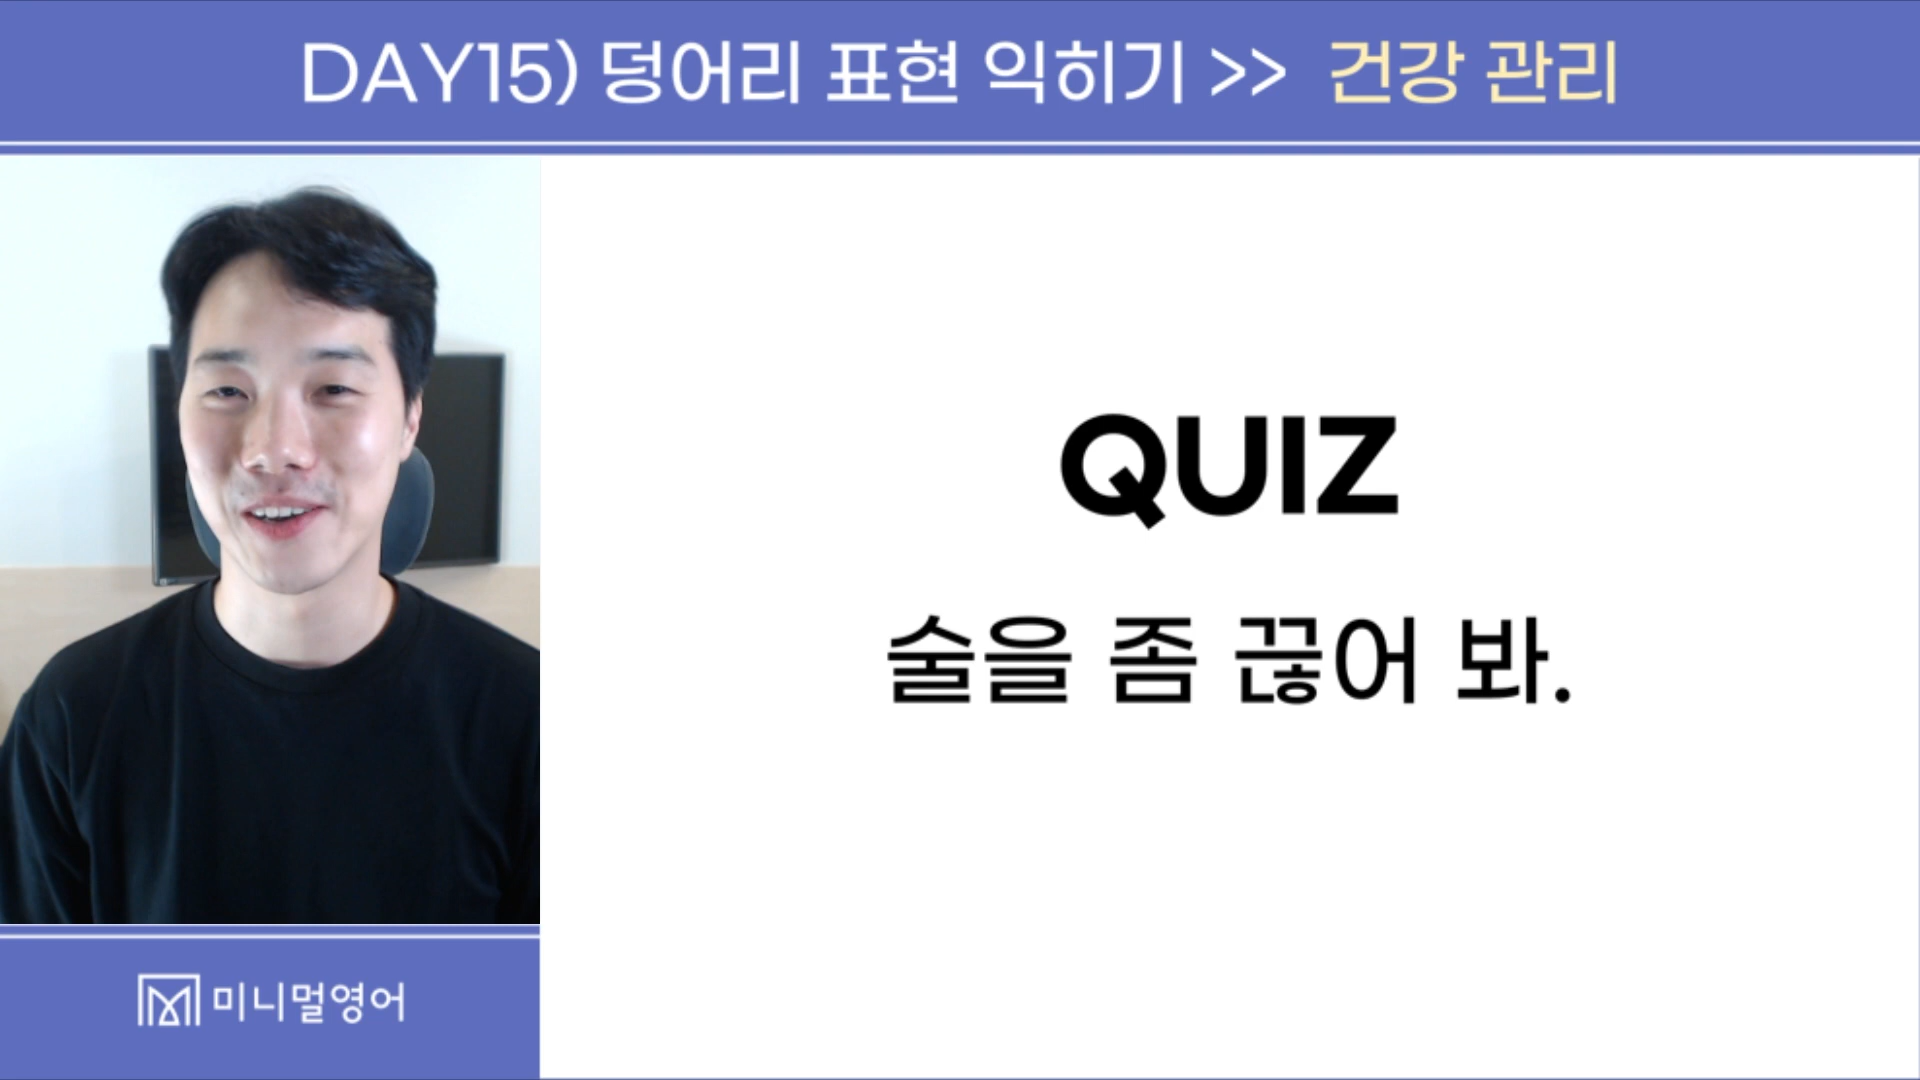 DAY15) 덩어리 표현 익히기 >> 건강 관리
QUIZ
술을 좀 끊어 봐.
미니멀영어